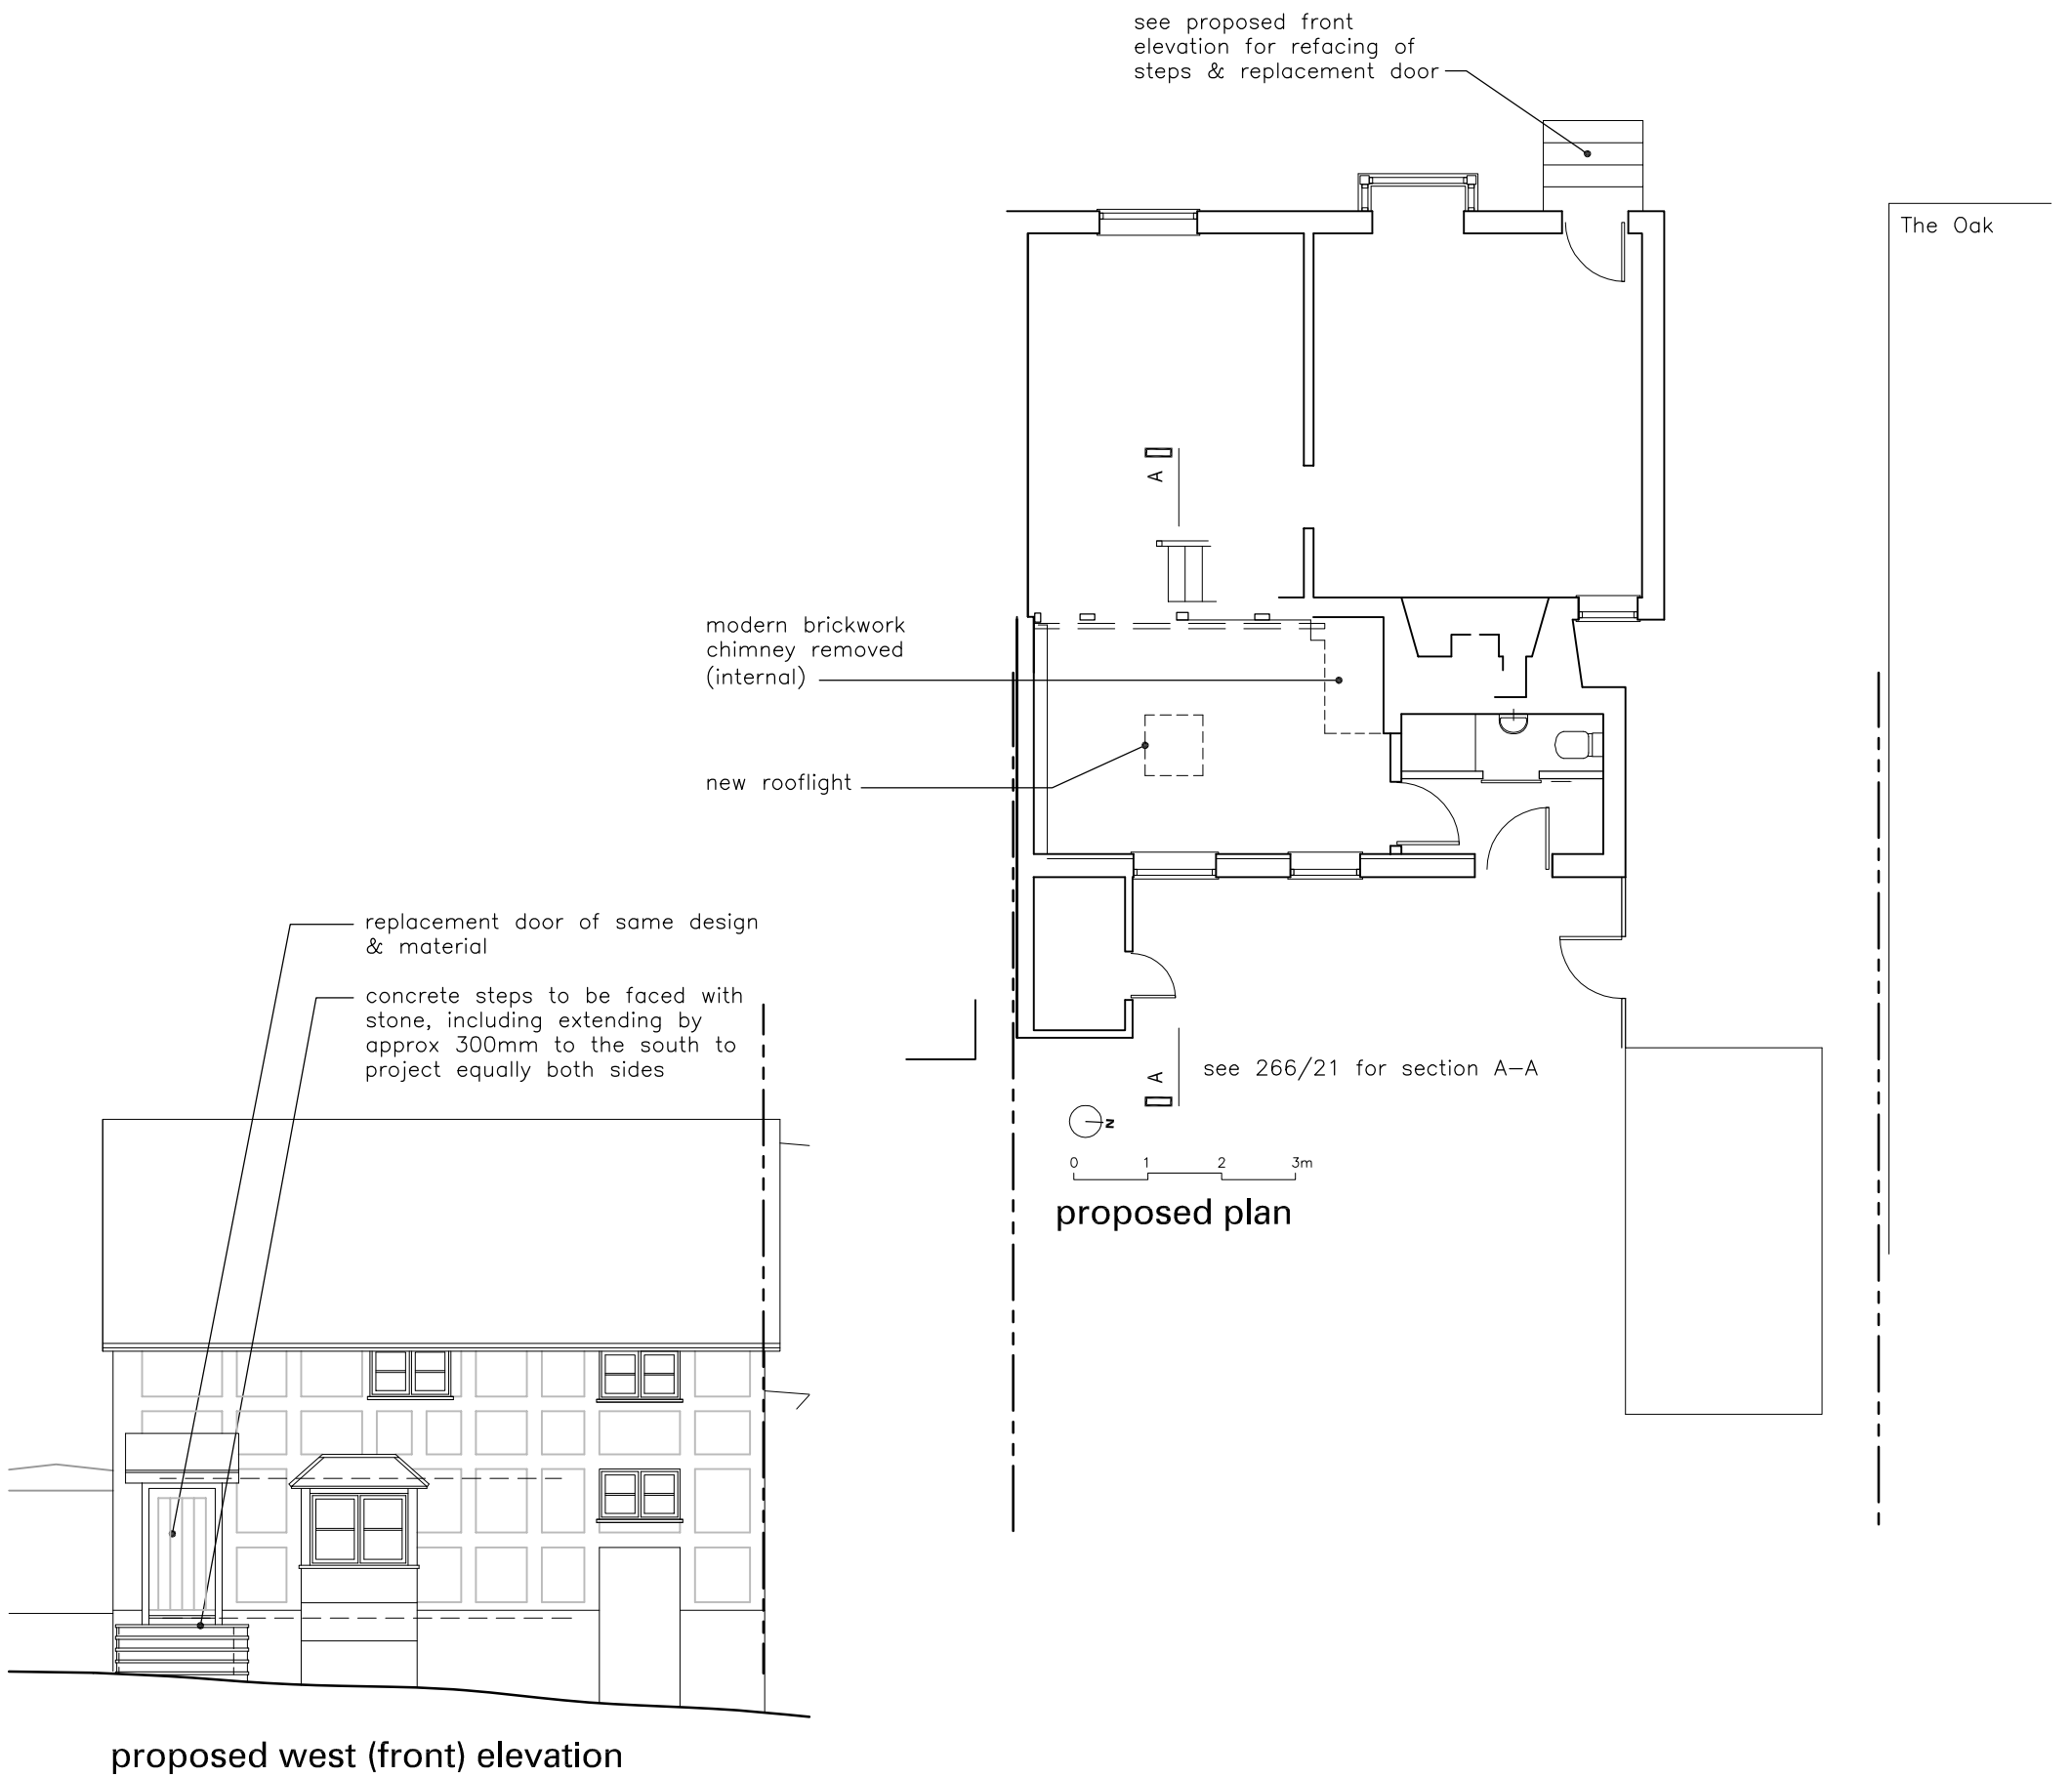 see proposed front
elevation for refacing of
steps & replacement door
The Oak
A
modern brickwork
chimney removed
(internal)
new rooflight
replacement door of same design
& material
concrete steps to be faced with
stone, including extending by
approx 300mm to the south to
project equally both sides
A
see 266/21 for section A-A
N
0 1 2 3m
proposed plan
proposed west (front) elevation